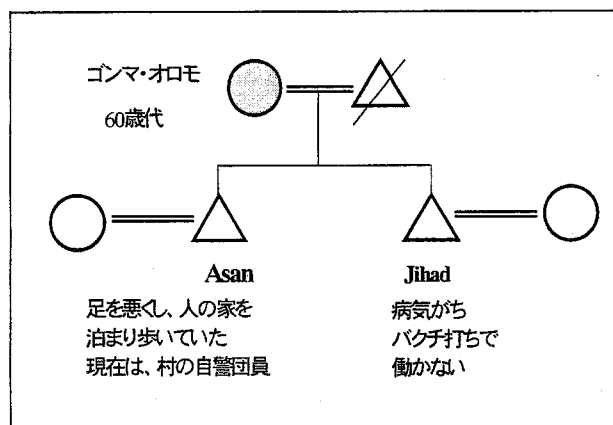 ゴンマ・オロモ
60歳代
Asan
足を悪くし、人の家を
泊まり歩いていた
現在は、村の自警団員
Jihad
病気がち
バクチ打ちで
働かない